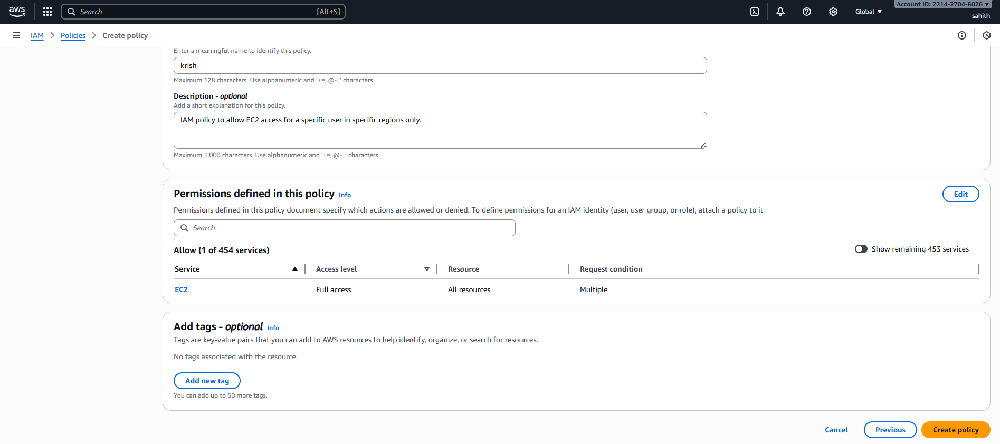 aws
Search [Alt+S]
Global
Account ID: 2214-2704-8026
sahith
IAM Policies Create policy
Enter a meaningful name to identify this policy.
krish
Maximum 128 characters. Use alphanumeric and '+=,.@-_' characters.
Description - optional
Add a short explanation for this policy.
IAM policy to allow EC2 access for a specific user in specific regions only.
Maximum 1,000 characters. Use alphanumeric and '+=,.@-_' characters.
Permissions defined in this policy Info
Edit
Permissions defined in this policy document specify which actions are allowed or denied. To define permissions for an IAM identity (user, user group, or role), attach a policy to it
Search
Allow (1 of 454 services)
Show remaining 453 services
Service Access level Resource Request condition
EC2 Full access All resources Multiple
Add tags - optional Info
Tags are key-value pairs that you can add to AWS resources to help identify, organize, or search for resources.
No tags associated with the resource.
Add new tag
You can add up to 50 more tags.
Cancel Previous Create policy